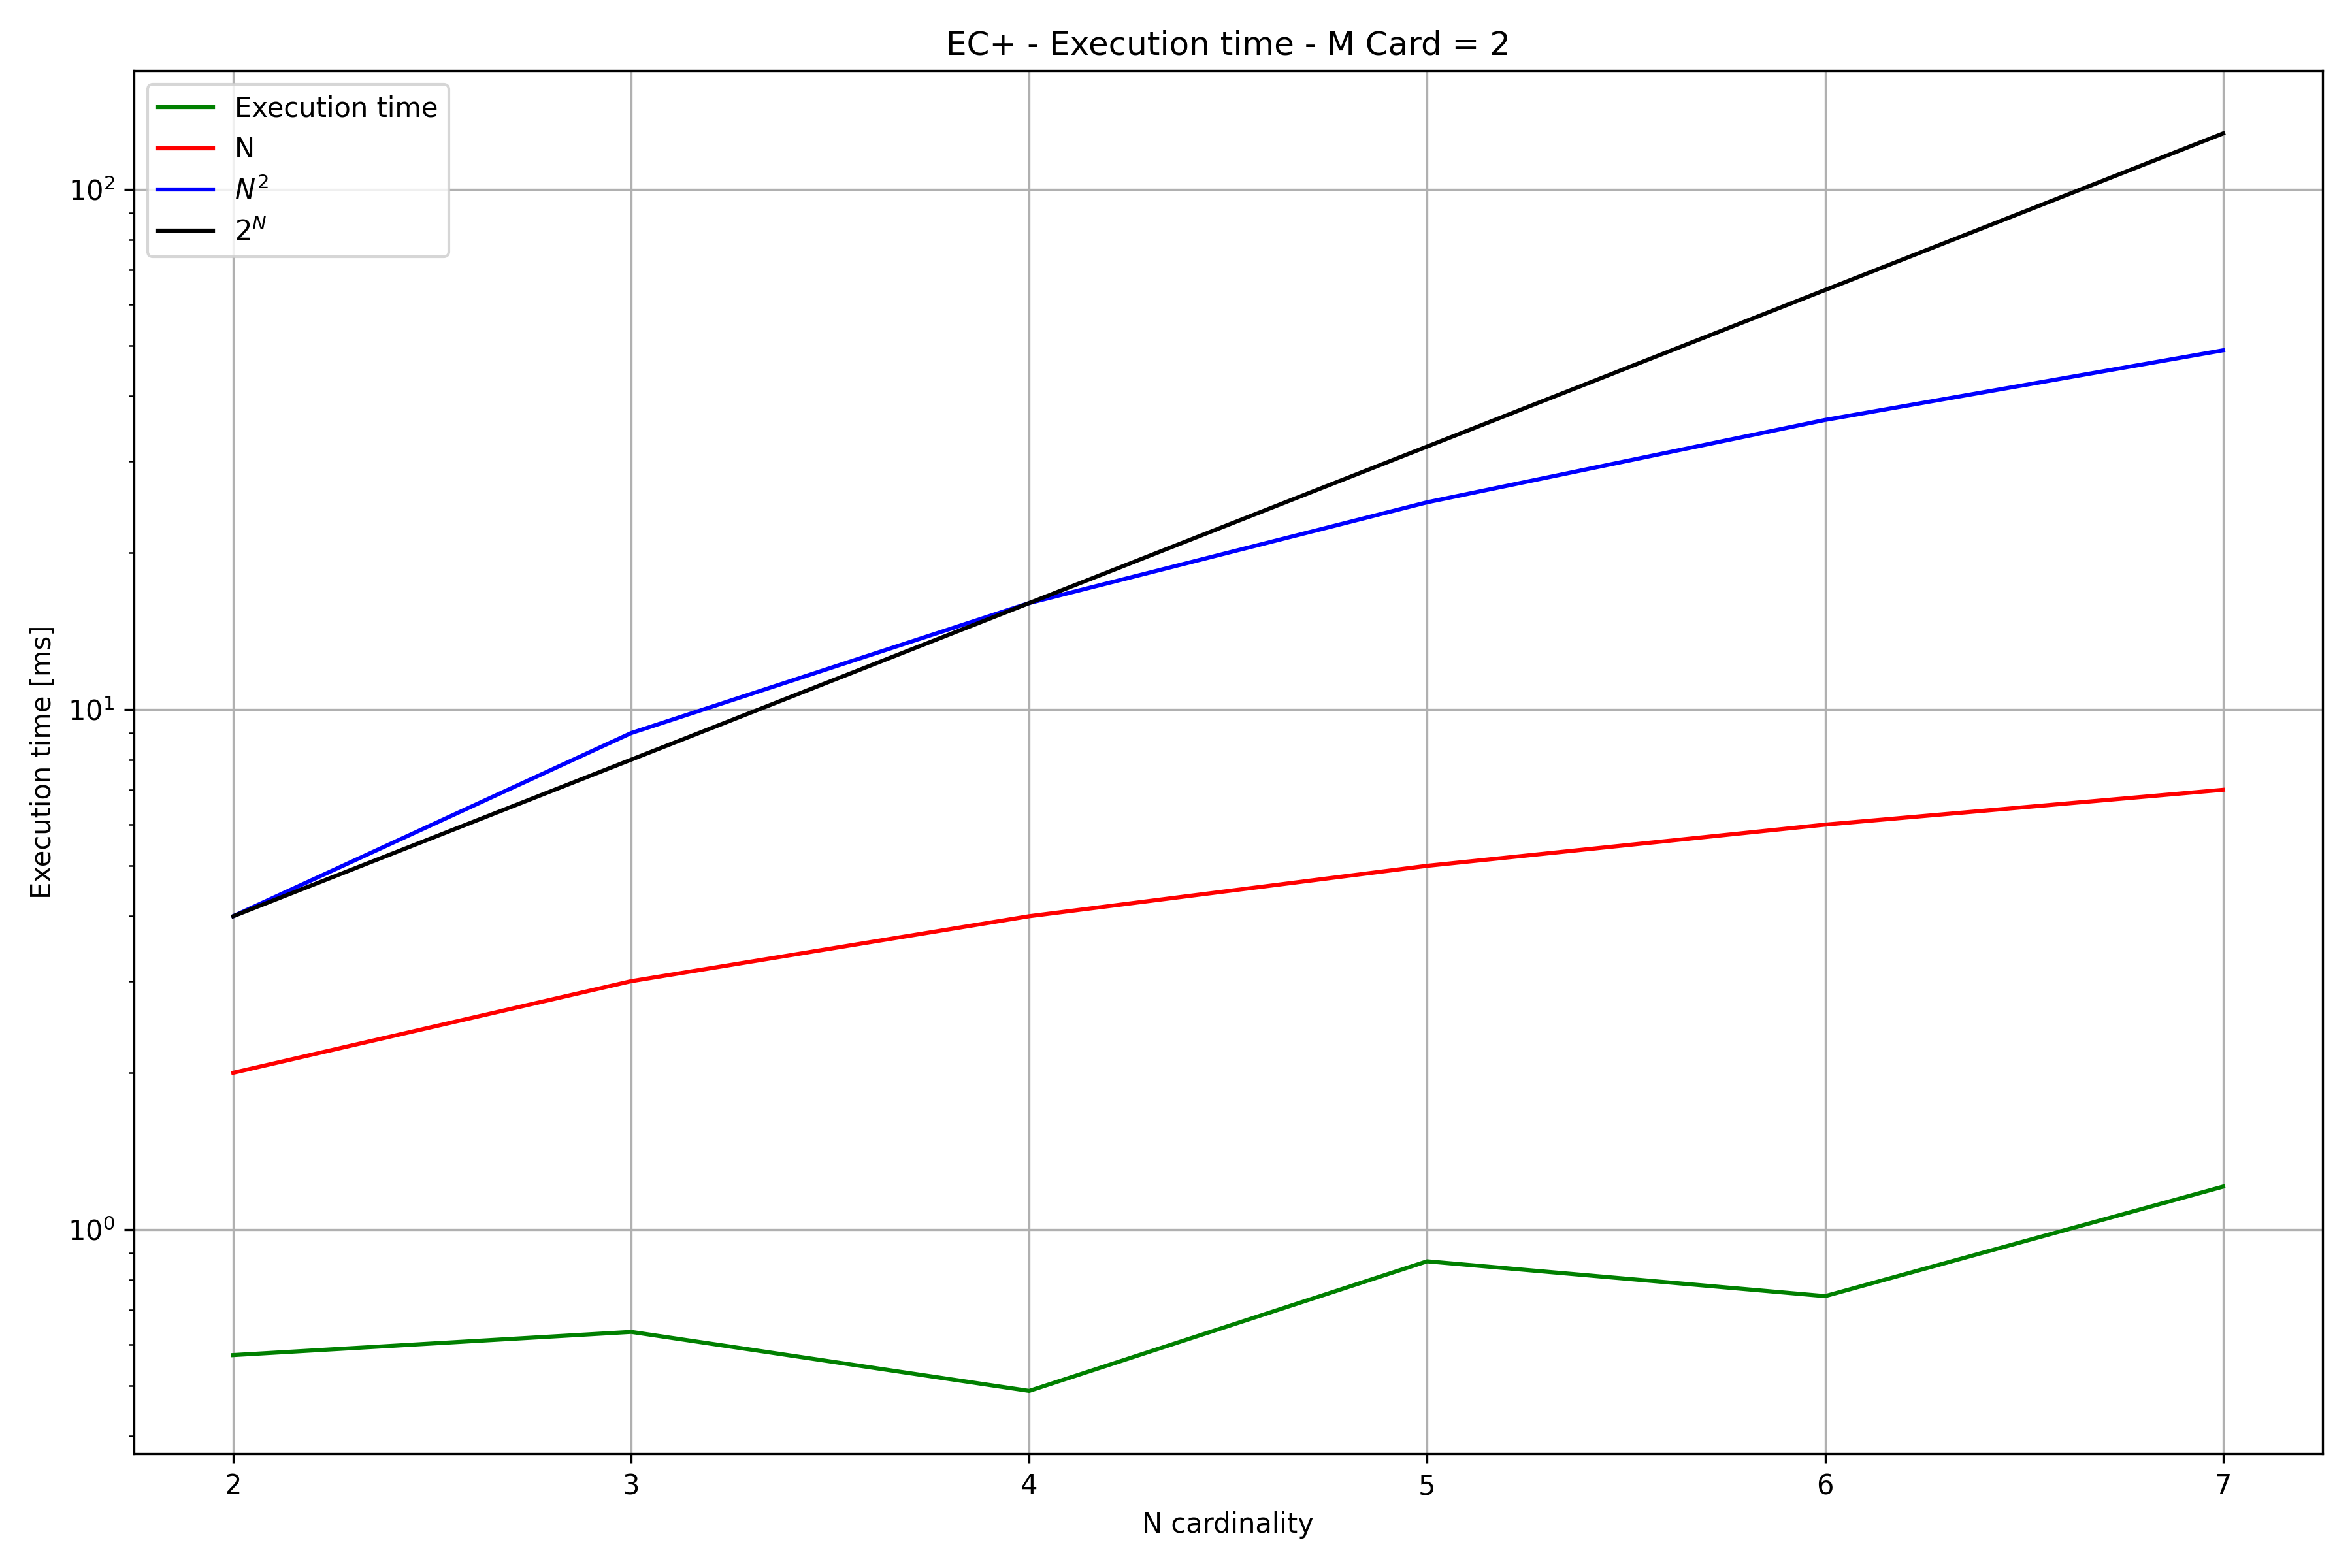 EC+ - Execution time - M Card = 2
Execution time
N
N²
2ᴺ
10²
10¹
10⁰
Execution time [ms]
2 3 4 5 6 7
N cardinality